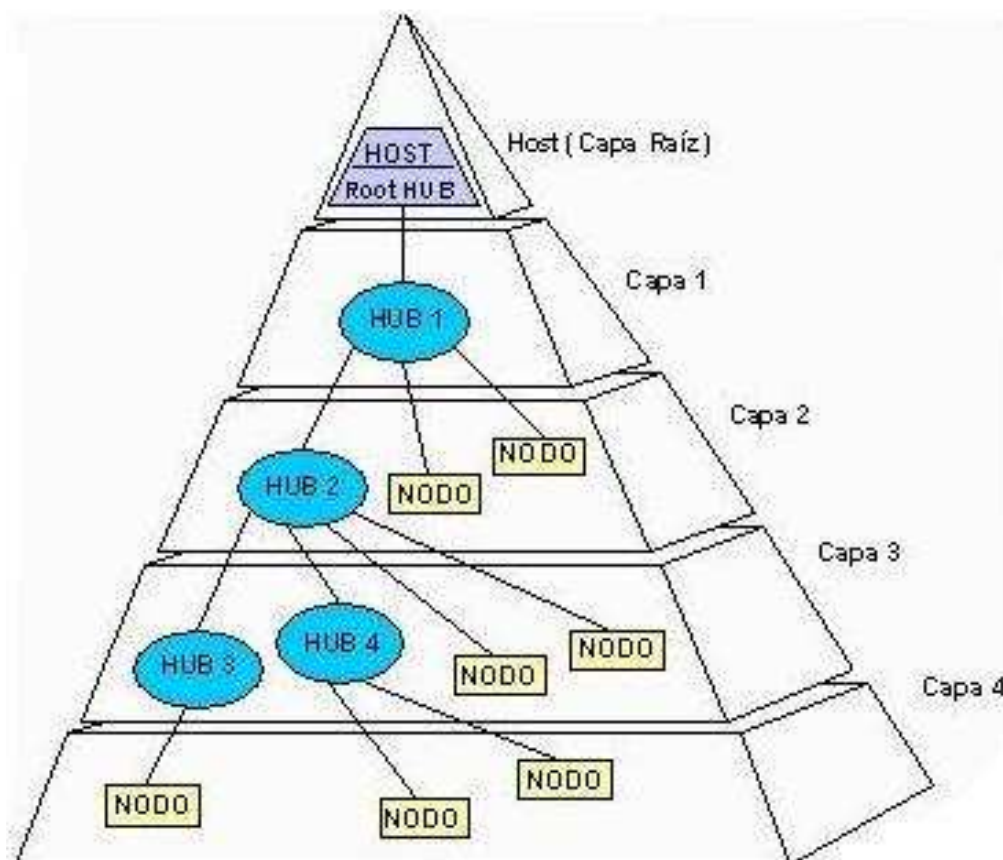 HOST
Root HUB
Host (Capa Raíz)
Capa 1
HUB 1
Capa 2
NODO
HUB 2
NODO
Capa 3
HUB 4
NODO
HUB 3
NODO
Capa 4
NODO
NODO
NODO